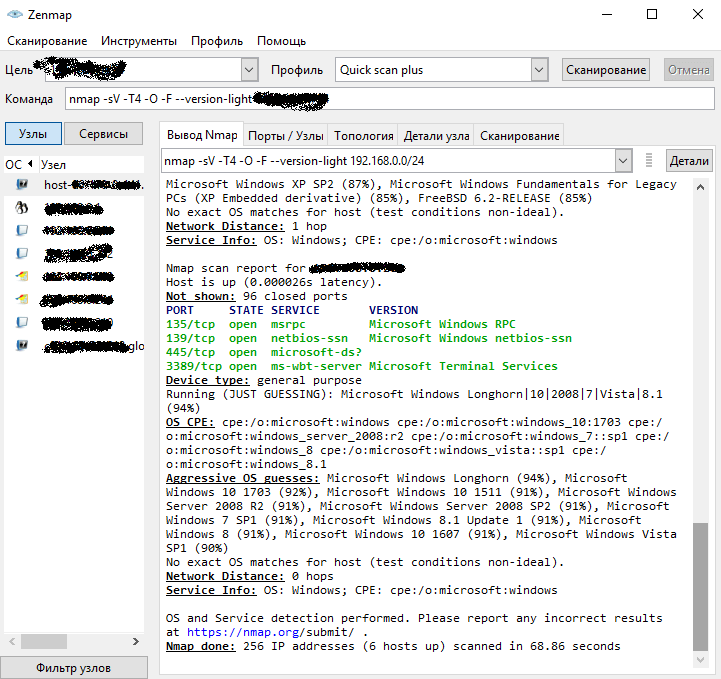 Zenmap
Сканирование Инструменты Профиль Помощь
Цель Профиль Quick scan plus Сканирование Отмена
Команда nmap -sV -T4 -O -F --version-light
Узлы Сервисы Вывод Nmap Порты / Узлы Топология Детали узла Сканирование
nmap -sV -T4 -O -F --version-light 192.168.0.0/24 Детали
ОС Узел
host-
glo
Фильтр узлов
Microsoft Windows XP SP2 (87%), Microsoft Windows Fundamentals for Legacy
PCs (XP Embedded derivative) (85%), FreeBSD 6.2-RELEASE (85%)
No exact OS matches for host (test conditions non-ideal).
Network Distance: 1 hop
Service Info: OS: Windows; CPE: cpe:/o:microsoft:windows
Nmap scan report for
Host is up (0.000026s latency).
Not shown: 96 closed ports
PORT STATE SERVICE VERSION
135/tcp open msrpc Microsoft Windows RPC
139/tcp open netbios-ssn Microsoft Windows netbios-ssn
445/tcp open microsoft-ds?
3389/tcp open ms-wbt-server Microsoft Terminal Services
Device type: general purpose
Running (JUST GUESSING): Microsoft Windows Longhorn|10|2008|7|Vista|8.1
(94%)
OS CPE: cpe:/o:microsoft:windows cpe:/o:microsoft:windows_10:1703 cpe:/
o:microsoft:windows_server_2008:r2 cpe:/o:microsoft:windows_7::sp1 cpe:/
o:microsoft:windows_8 cpe:/o:microsoft:windows_vista::sp1 cpe:/
o:microsoft:windows_8.1
Aggressive OS guesses: Microsoft Windows Longhorn (94%), Microsoft
Windows 10 1703 (92%), Microsoft Windows 10 1511 (91%), Microsoft Windows
Server 2008 R2 (91%), Microsoft Windows Server 2008 SP2 (91%), Microsoft
Windows 7 SP1 (91%), Microsoft Windows 8.1 Update 1 (91%), Microsoft
Windows 8 (91%), Microsoft Windows 10 1607 (91%), Microsoft Windows Vista
SP1 (90%)
No exact OS matches for host (test conditions non-ideal).
Network Distance: 0 hops
Service Info: OS: Windows; CPE: cpe:/o:microsoft:windows
OS and Service detection performed. Please report any incorrect results
at https://nmap.org/submit/ .
Nmap done: 256 IP addresses (6 hosts up) scanned in 68.86 seconds